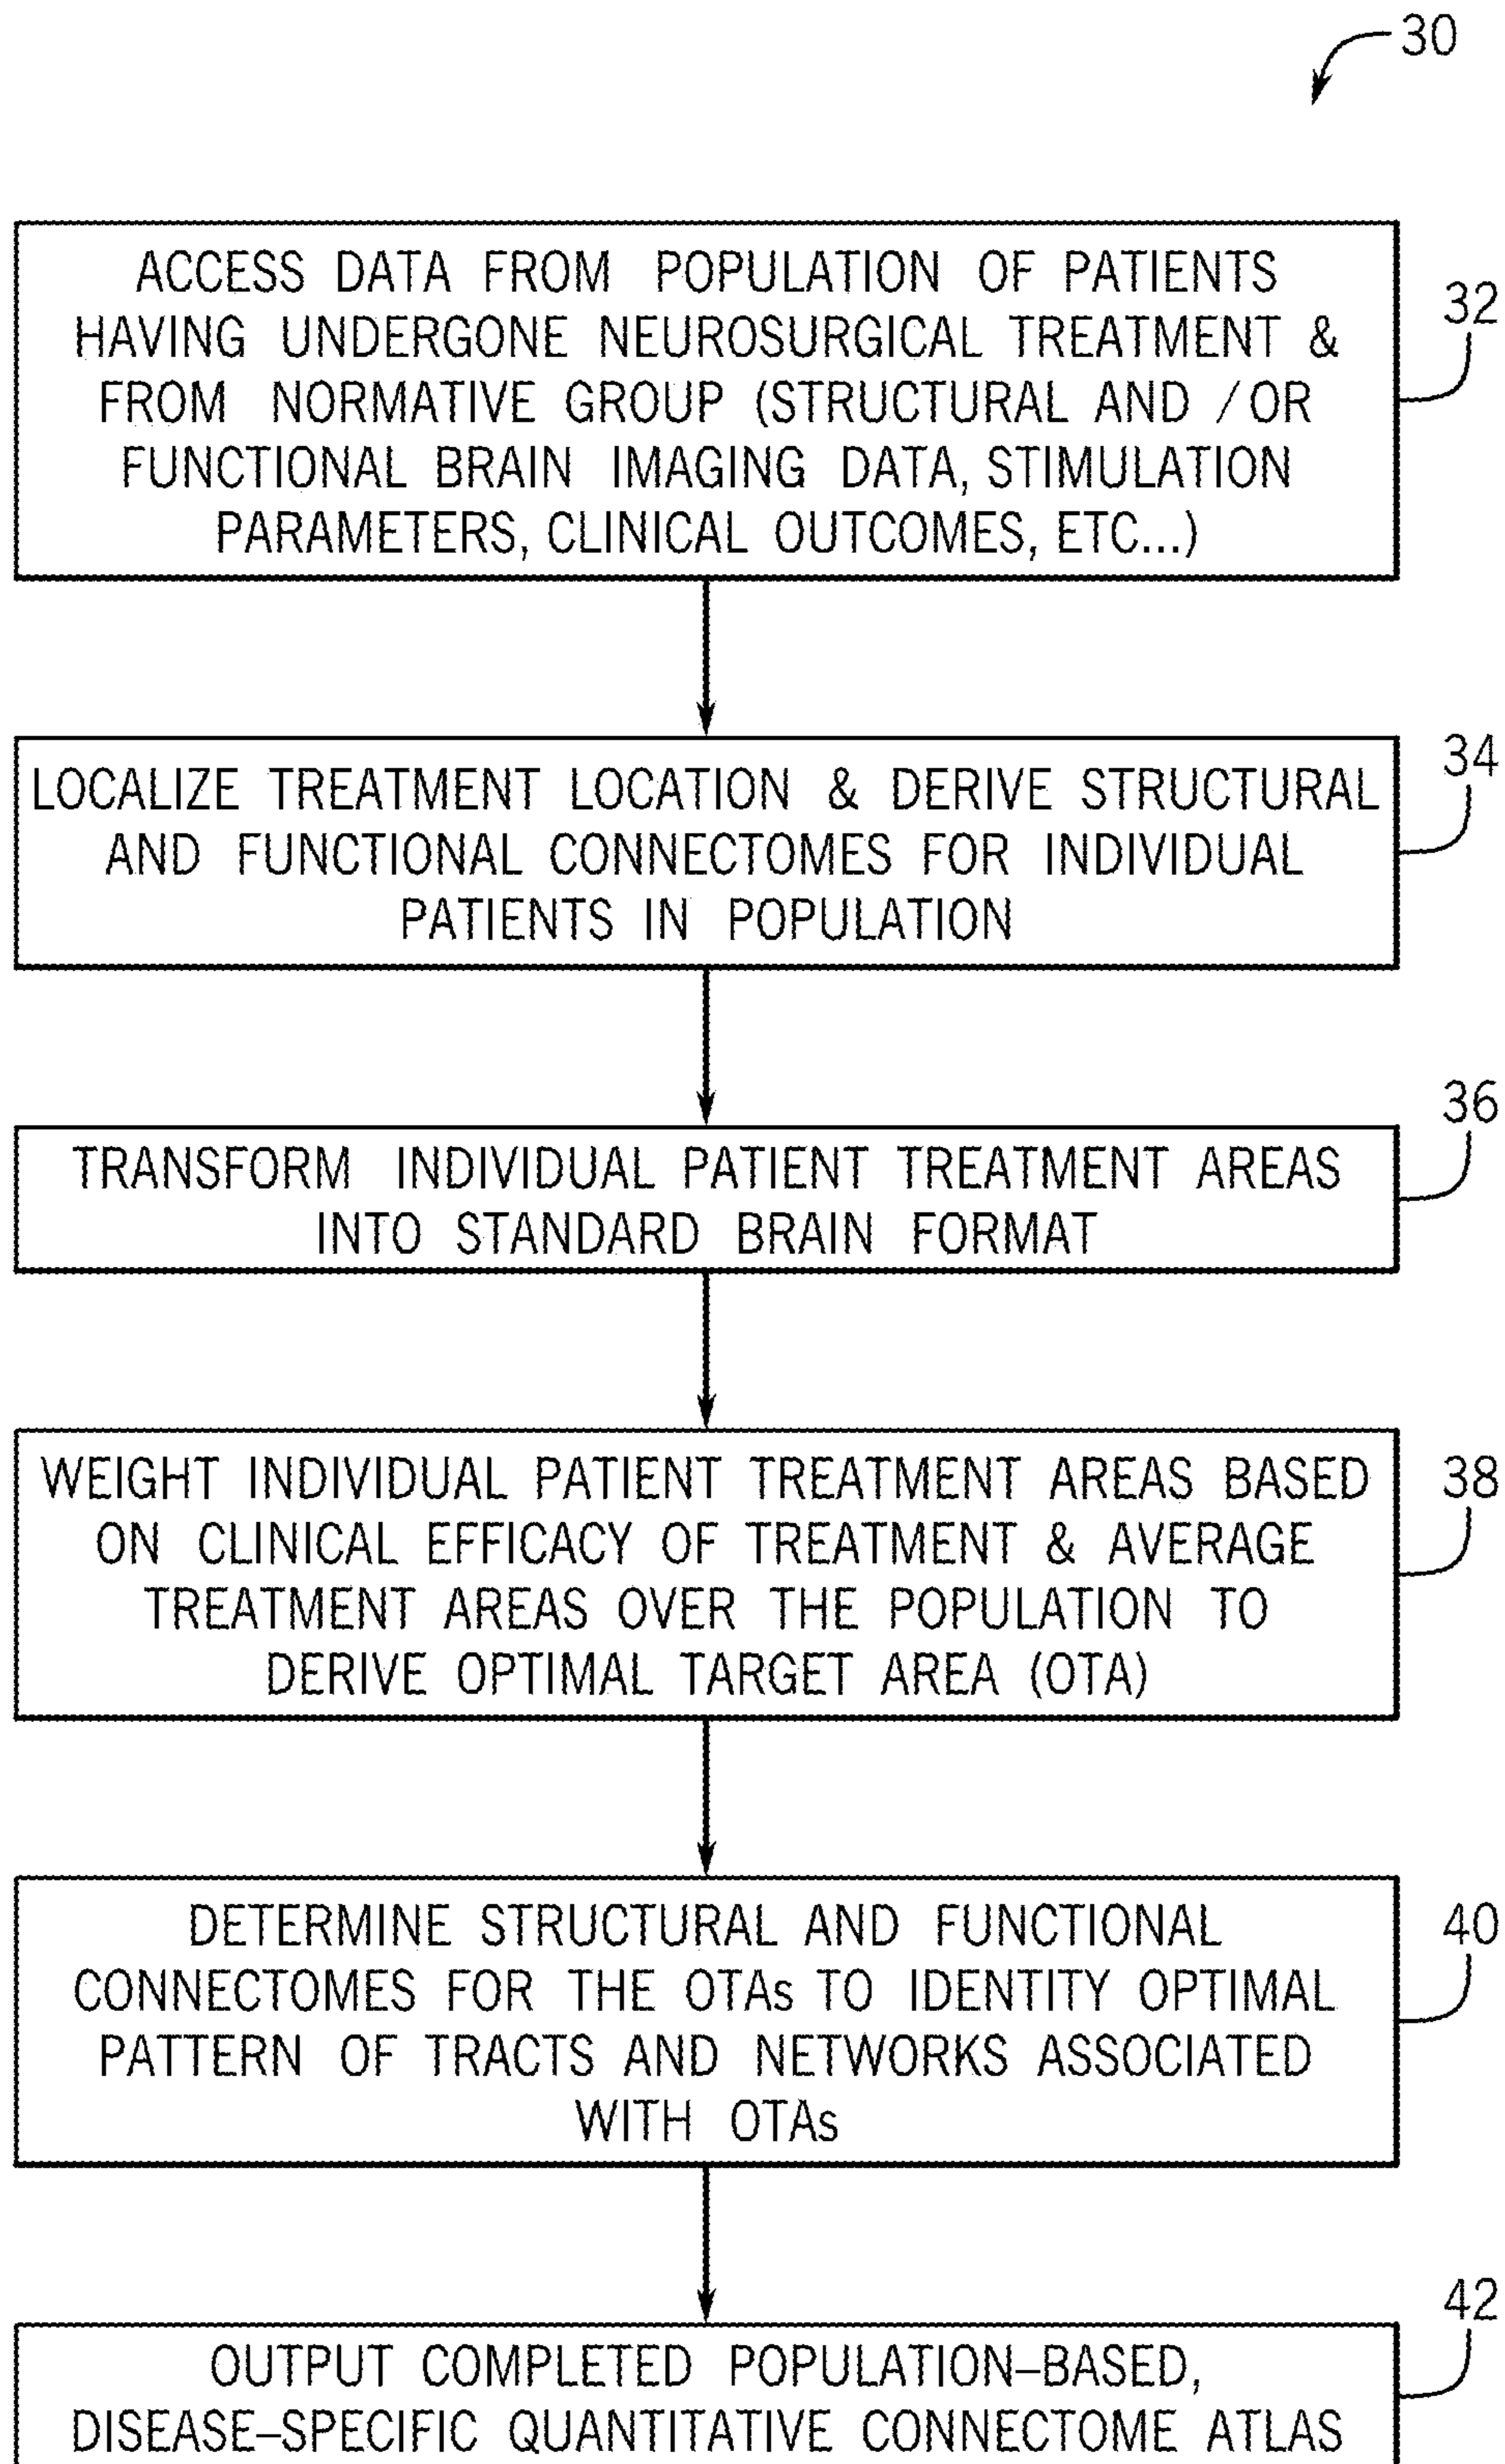 30
ACCESS DATA FROM POPULATION OF PATIENTS
HAVING UNDERGONE NEUROSURGICAL TREATMENT &
FROM NORMATIVE GROUP (STRUCTURAL AND /OR
FUNCTIONAL BRAIN IMAGING DATA, STIMULATION
PARAMETERS, CLINICAL OUTCOMES, ETC...)
32
LOCALIZE TREATMENT LOCATION & DERIVE STRUCTURAL
AND FUNCTIONAL CONNECTOMES FOR INDIVIDUAL
PATIENTS IN POPULATION
34
TRANSFORM INDIVIDUAL PATIENT TREATMENT AREAS
INTO STANDARD BRAIN FORMAT
36
WEIGHT INDIVIDUAL PATIENT TREATMENT AREAS BASED
ON CLINICAL EFFICACY OF TREATMENT & AVERAGE
TREATMENT AREAS OVER THE POPULATION TO
DERIVE OPTIMAL TARGET AREA (OTA)
38
DETERMINE STRUCTURAL AND FUNCTIONAL
CONNECTOMES FOR THE OTAs TO IDENTITY OPTIMAL
PATTERN OF TRACTS AND NETWORKS ASSOCIATED
WITH OTAs
40
OUTPUT COMPLETED POPULATION–BASED,
DISEASE–SPECIFIC QUANTITATIVE CONNECTOME ATLAS
42